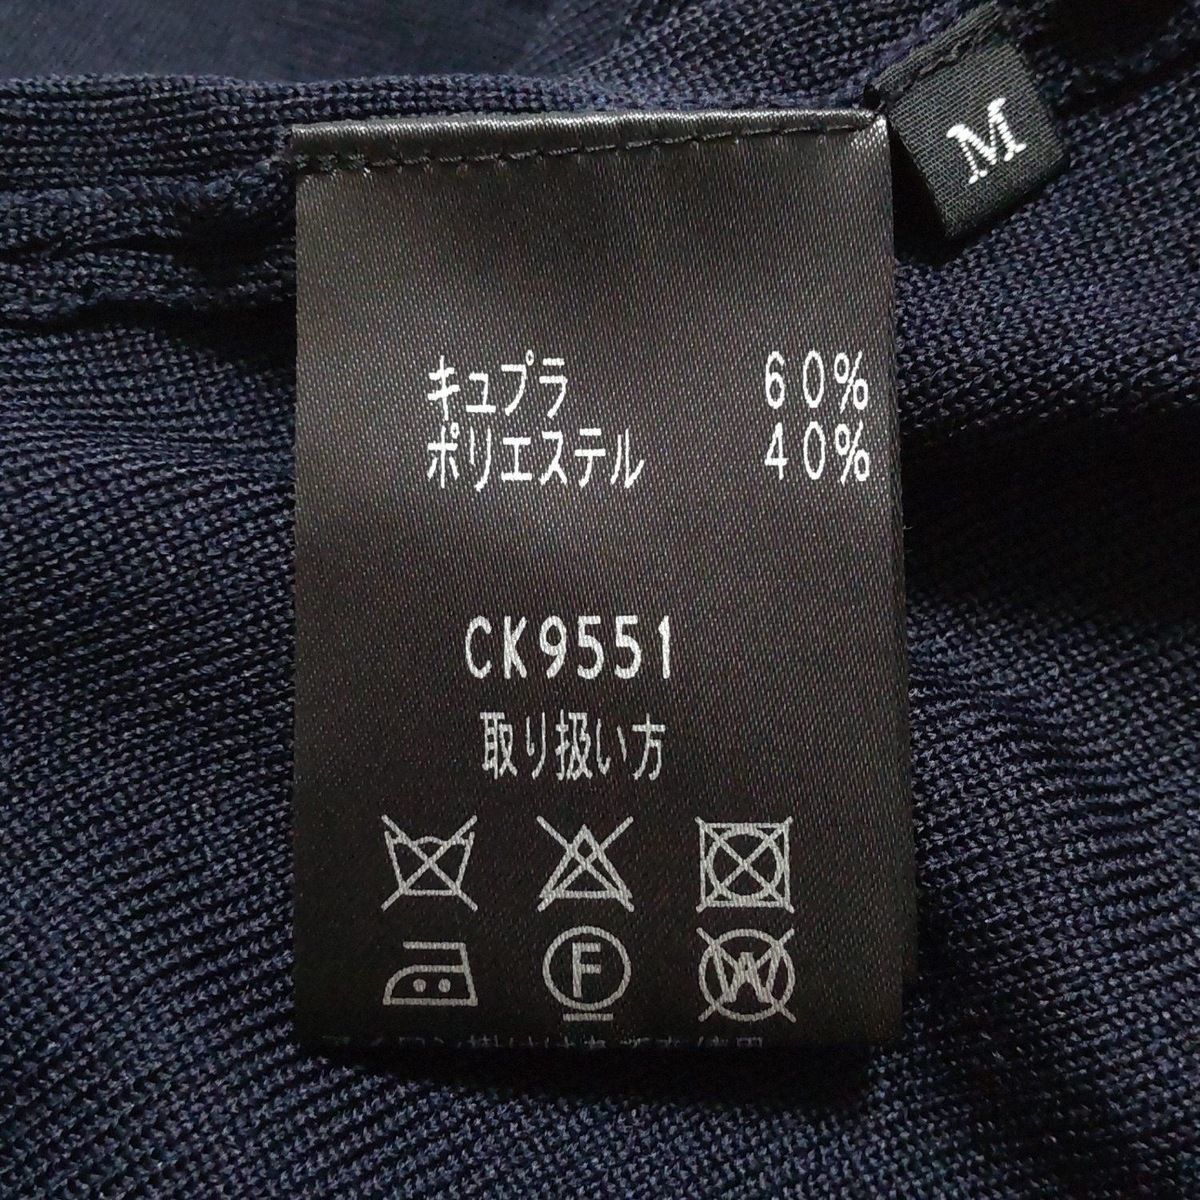 M
キュプラ 60%
ポリエステル 40%
CK9551
取り扱い方
F
W